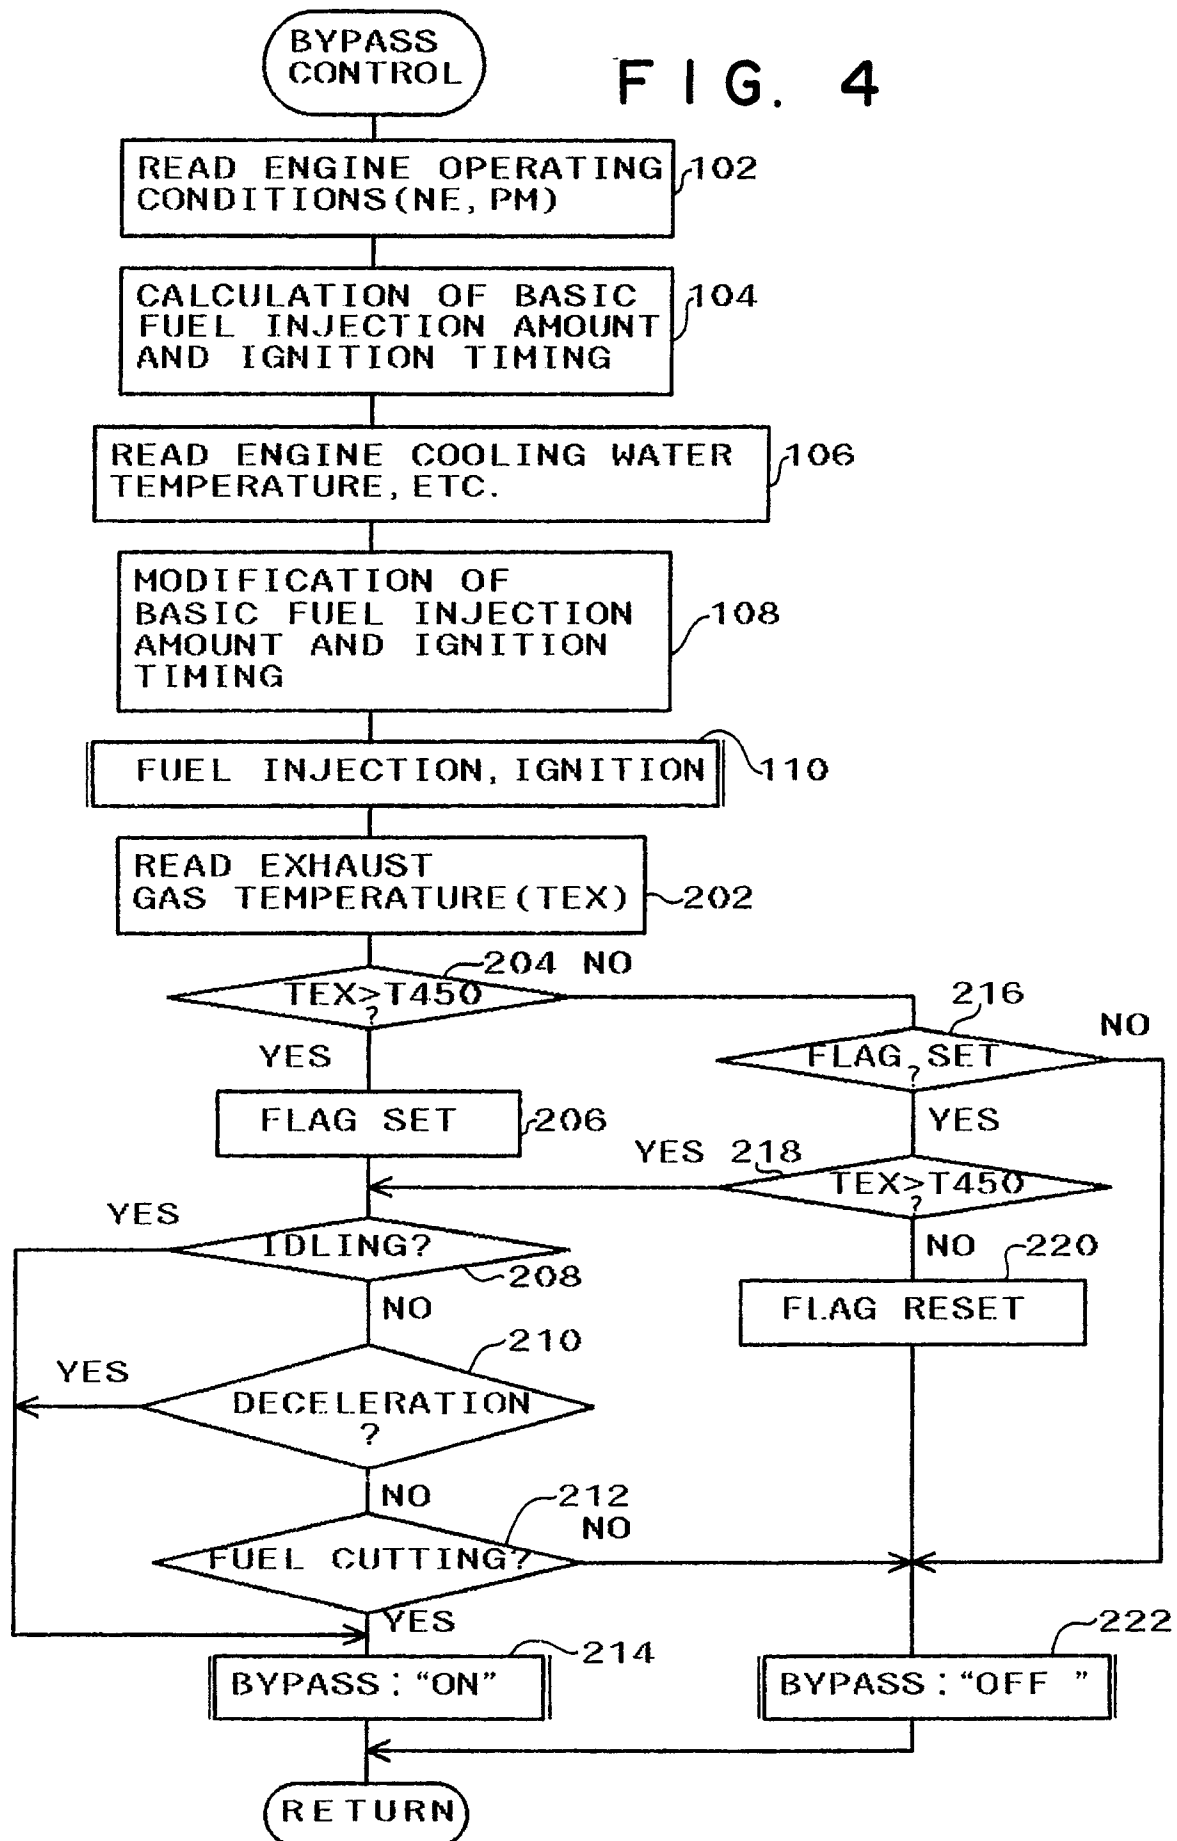 BYPASS
CONTROL
FIG. 4
READ ENGINE OPERATING
CONDITIONS(NE, PM)
102
CALCULATION OF BASIC
FUEL INJECTION AMOUNT
AND IGNITION TIMING
104
READ ENGINE COOLING WATER
TEMPERATURE, ETC.
106
MODIFICATION OF
BASIC FUEL INJECTION
AMOUNT AND IGNITION
TIMING
108
FUEL INJECTION, IGNITION
110
READ EXHAUST
GAS TEMPERATURE(TEX)
202
204 NO
TEX>T450
?
YES
216
NO
FLAG SET
?
YES
FLAG SET
206
YES 218
TEX>T450
?
YES
IDLING?
208
NO
NO
220
FLAG RESET
210
YES
DECELERATION
?
NO
212
NO
FUEL CUTTING?
YES
214
BYPASS: "ON"
222
BYPASS: "OFF "
RETURN